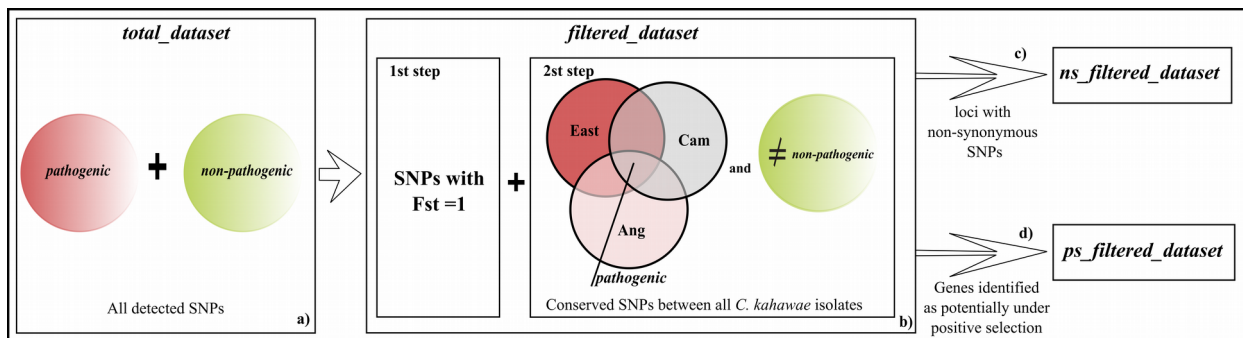 total_dataset
pathogenic
+
non-pathogenic
All detected SNPs
a)
filtered_dataset
1st step
SNPs with
Fst =1
+
2st step
East
Cam
Ang
pathogenic
and
≠ non-pathogenic
Conserved SNPs between all C. kahawae isolates
b)
c)
loci with
non-synonymous
SNPs
ns_filtered_dataset
d)
Genes identified
as potentially under
positive selection
ps_filtered_dataset